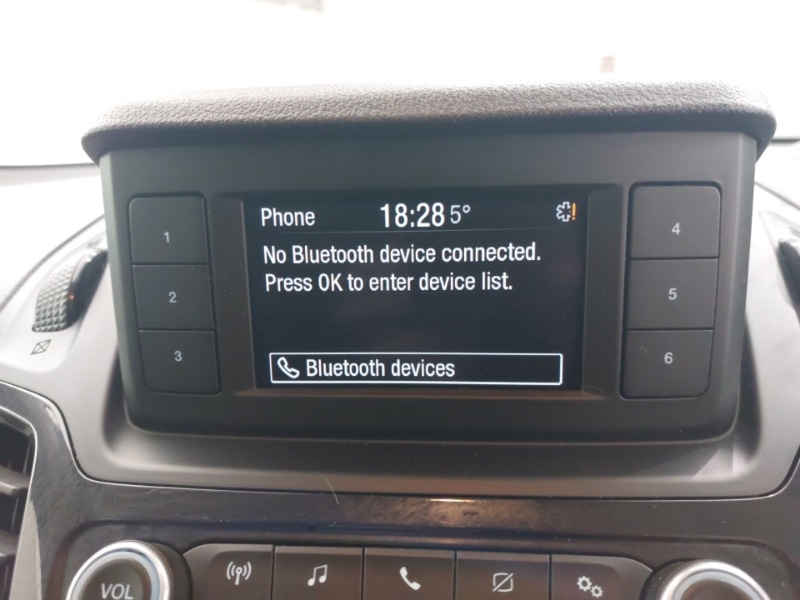 Phone 18:28 5° !
No Bluetooth device connected.
Press OK to enter device list.
Bluetooth devices
1
2
3
4
5
6
VOL